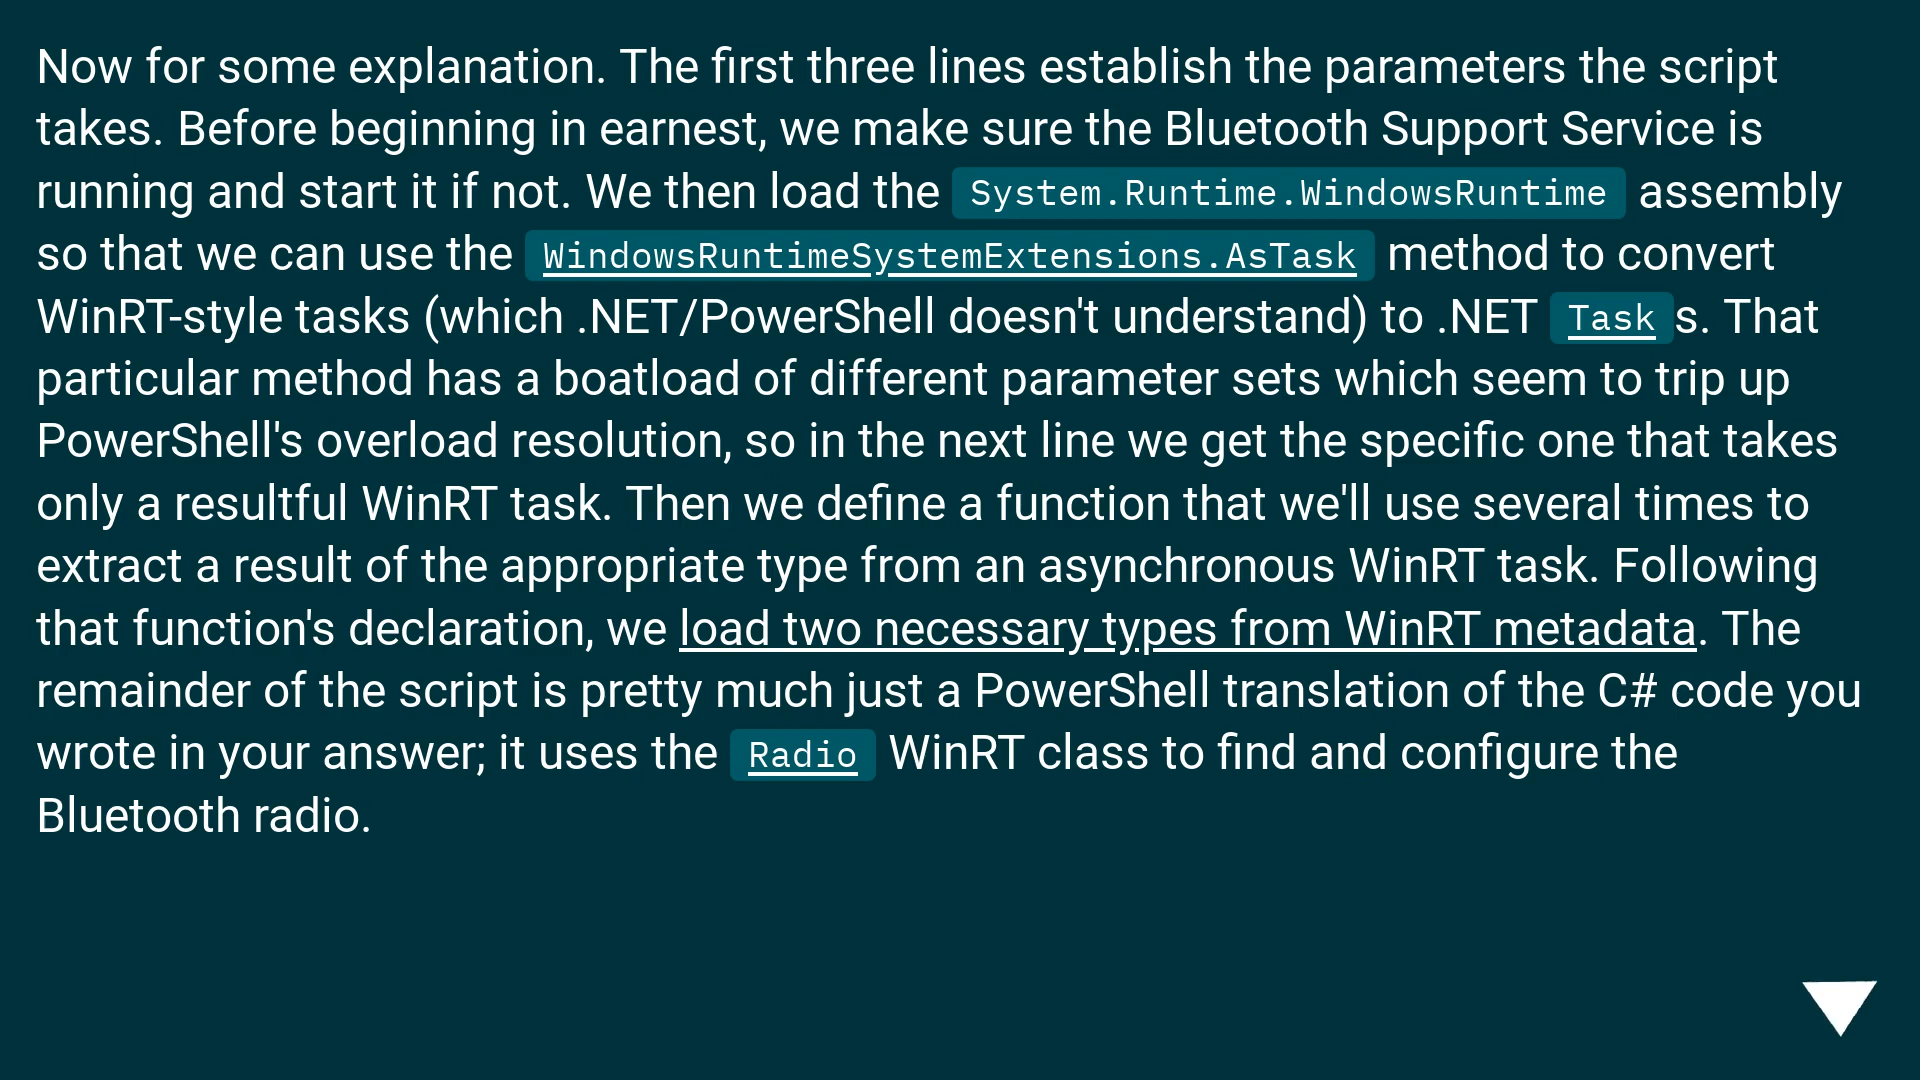 Now for some explanation. The first three lines establish the parameters the script
takes. Before beginning in earnest, we make sure the Bluetooth Support Service is
running and start it if not. We then load the System.Runtime.WindowsRuntime assembly
so that we can use the WindowsRuntimeSystemExtensions.AsTask method to convert
WinRT-style tasks (which .NET/PowerShell doesn't understand) to .NET Task s. That
particular method has a boatload of different parameter sets which seem to trip up
PowerShell's overload resolution, so in the next line we get the specific one that takes
only a resultful WinRT task. Then we define a function that we'll use several times to
extract a result of the appropriate type from an asynchronous WinRT task. Following
that function's declaration, we load two necessary types from WinRT metadata. The
remainder of the script is pretty much just a PowerShell translation of the C# code you
wrote in your answer; it uses the Radio WinRT class to find and configure the
Bluetooth radio.